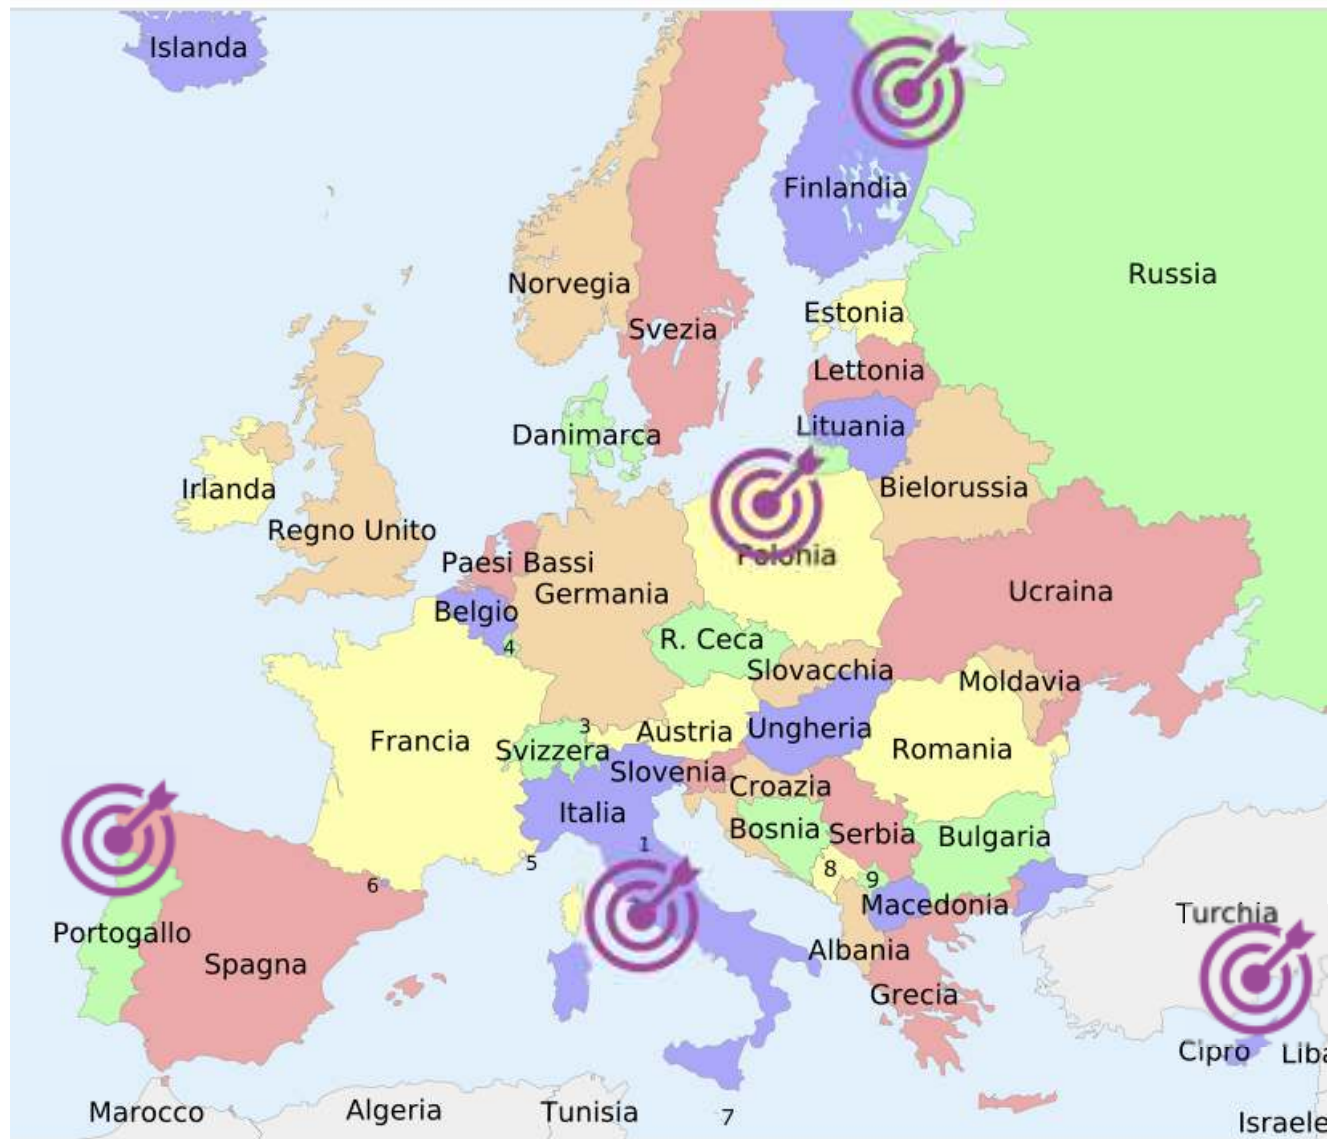 Islanda
Finlandia
Russia
Norvegia
Estonia
Svezia
Lettonia
Lituania
Danimarca
Irlanda
Bielorussia
Regno Unito
Paesi Bassi
Polonia
Germania
Ucraina
Belgio
4
R. Ceca
Slovacchia
Moldavia
3
Francia
Svizzera
Austria
Ungheria
Romania
Slovenia
Croazia
Italia
Bosnia
Serbia
Bulgaria
1
5
8
9
6
Macedonia
Turchia
Portogallo
Spagna
Albania
Grecia
Cipro
Liba
Marocco
Algeria
Tunisia
7
Israele